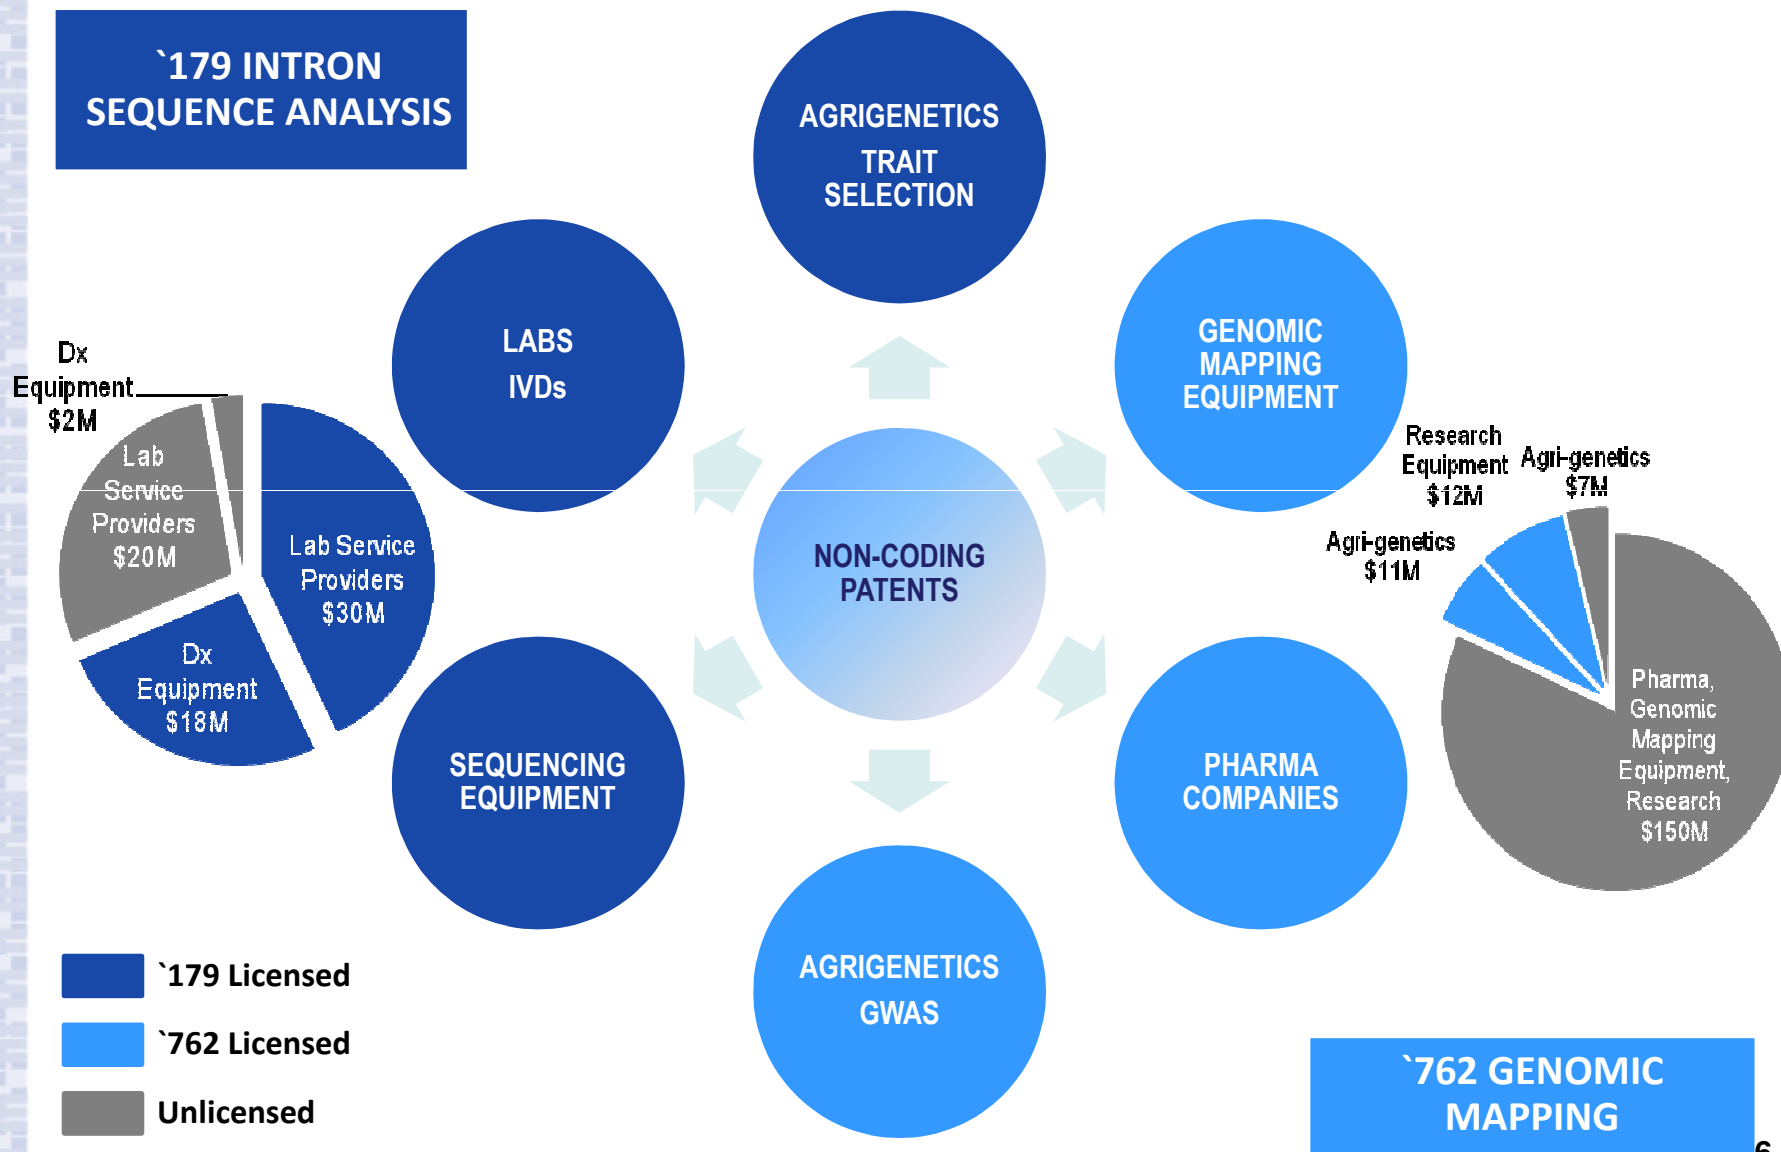 `179 INTRON
SEQUENCE ANALYSIS
AGRIGENETICS
TRAIT
SELECTION
LABS
IVDs
GENOMIC
MAPPING
EQUIPMENT
Dx
Equipment
$2M
Lab
Service
Providers
$20M
Lab Service
Providers
$30M
Dx
Equipment
$18M
NON-CODING
PATENTS
Research
Equipment
$12M
Agri-genetics
$7M
Agri-genetics
$11M
Pharma,
Genomic
Mapping
Equipment,
Research
$150M
SEQUENCING
EQUIPMENT
PHARMA
COMPANIES
AGRIGENETICS
GWAS
`179 Licensed
`762 Licensed
Unlicensed
`762 GENOMIC
MAPPING
6